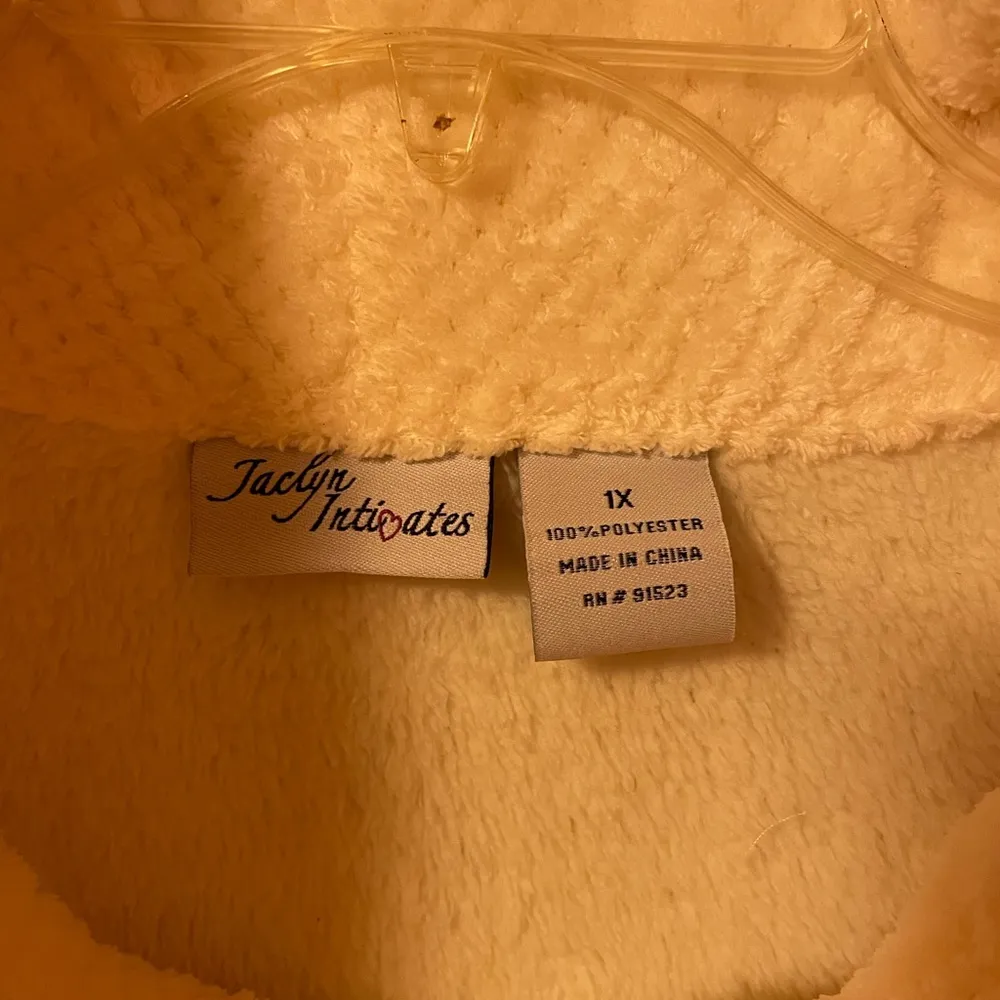 Jaclyn
Intimates
1X
100%POLYESTER
MADE IN CHINA
RN # 91523